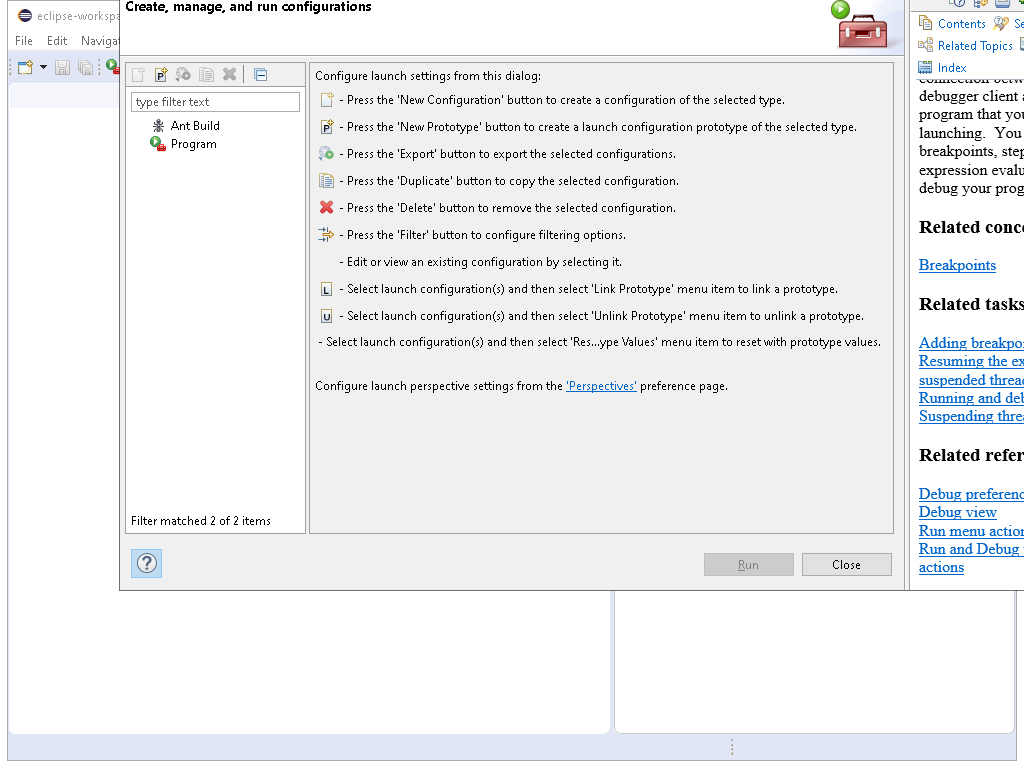 eclipse-workspa
File Edit Navigat
Create, manage, and run configurations
type filter text
Ant Build
Program
Filter matched 2 of 2 items
Configure launch settings from this dialog:
- Press the 'New Configuration' button to create a configuration of the selected type.
P - Press the 'New Prototype' button to create a launch configuration prototype of the selected type.
- Press the 'Export' button to export the selected configurations.
- Press the 'Duplicate' button to copy the selected configuration.
- Press the 'Delete' button to remove the selected configuration.
- Press the 'Filter' button to configure filtering options.
- Edit or view an existing configuration by selecting it.
L - Select launch configuration(s) and then select 'Link Prototype' menu item to link a prototype.
U - Select launch configuration(s) and then select 'Unlink Prototype' menu item to unlink a prototype.
- Select launch configuration(s) and then select 'Res...ype Values' menu item to reset with prototype values.
Configure launch perspective settings from the 'Perspectives' preference page.
Run Close
Contents Se
Related Topics
Index
connection betw
debugger client a
program that you
launching. You
breakpoints, step
expression evalu
debug your prog
Related conce
Breakpoints
Related tasks
Adding breakpoi
Resuming the ex
suspended thread
Running and deb
Suspending threa
Related refer
Debug preferenc
Debug view
Run menu action
Run and Debug
actions